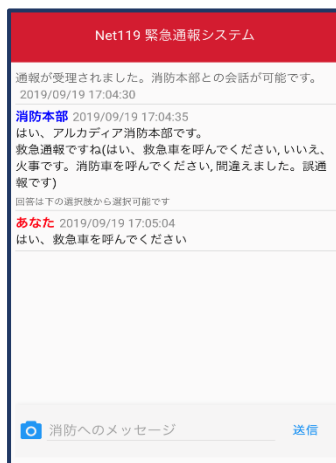 Net119 緊急通報システム
通報が受理されました。消防本部との会話が可能です。
2019/09/19 17:04:30
消防本部 2019/09/19 17:04:35
はい、アルカディア消防本部です。
救急通報ですね(はい、救急車を呼んでください, いいえ、
火事です。消防車を呼んでください, 間違えました。誤通
報です)
回答は下の選択肢から選択可能です
あなた 2019/09/19 17:05:04
はい、救急車を呼んでください
消防へのメッセージ
送信